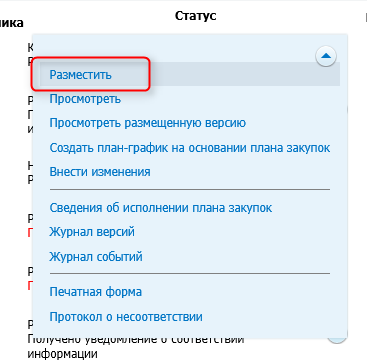 Статус
ника
Разместить
Просмотреть
Просмотреть размещенную версию
Создать план-график на основании плана закупок
Внести изменения
Сведения об исполнении плана закупок
Журнал версий
Журнал событий
Печатная форма
Протокол о несоответствии
Получено уведомление о соответствии
информации